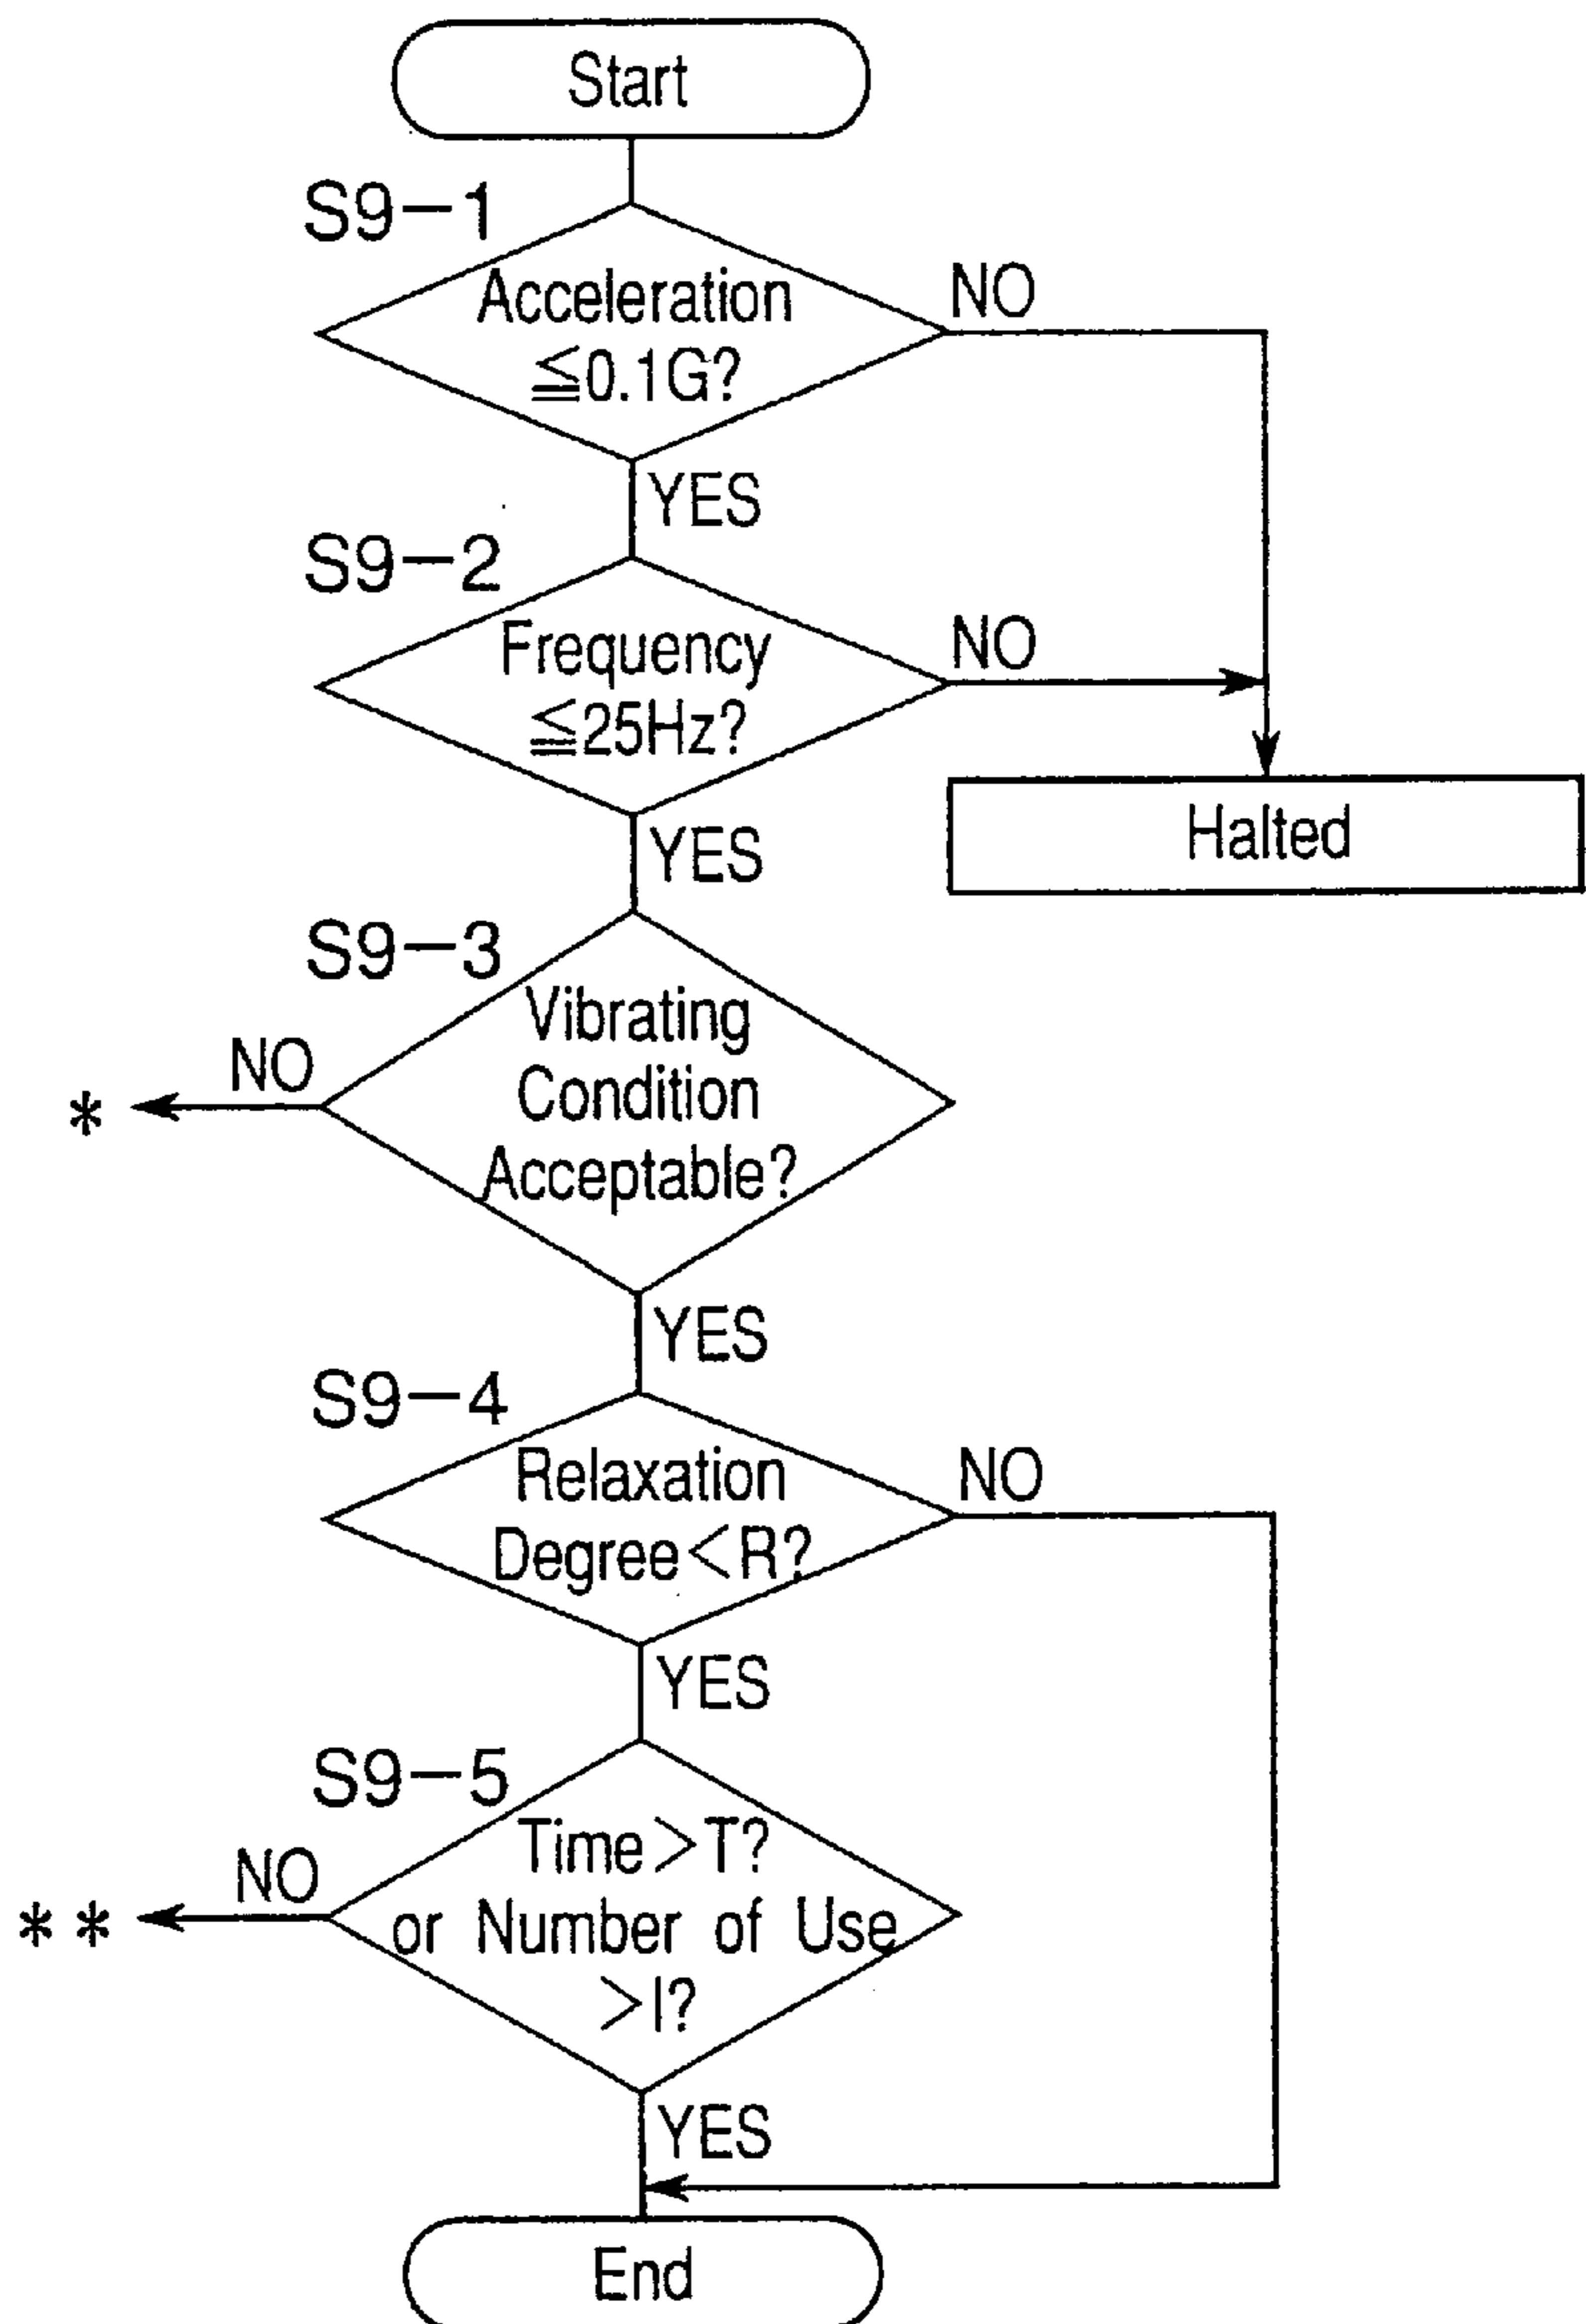 Start
S9-1
Acceleration
≦0.1G?
NO
YES
S9-2
Frequency
≦25Hz?
NO
YES
Halted
S9-3
Vibrating
Condition
Acceptable?
NO
*
YES
S9-4
Relaxation
Degree<R?
NO
YES
S9-5
Time>T?
or Number of Use
>I?
NO
**
YES
End